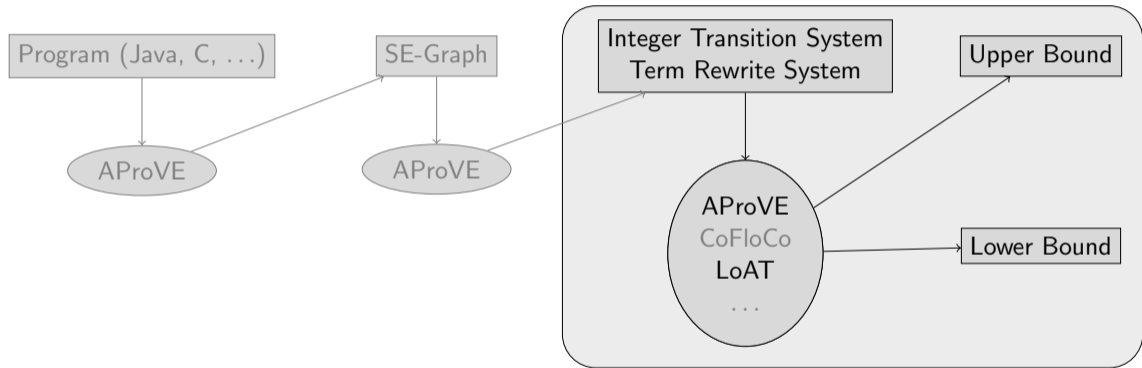 Program (Java, C, ...)
AProVE
SE-Graph
AProVE
Integer Transition System
Term Rewrite System
AProVE
CoFloCo
LoAT
...
Upper Bound
Lower Bound